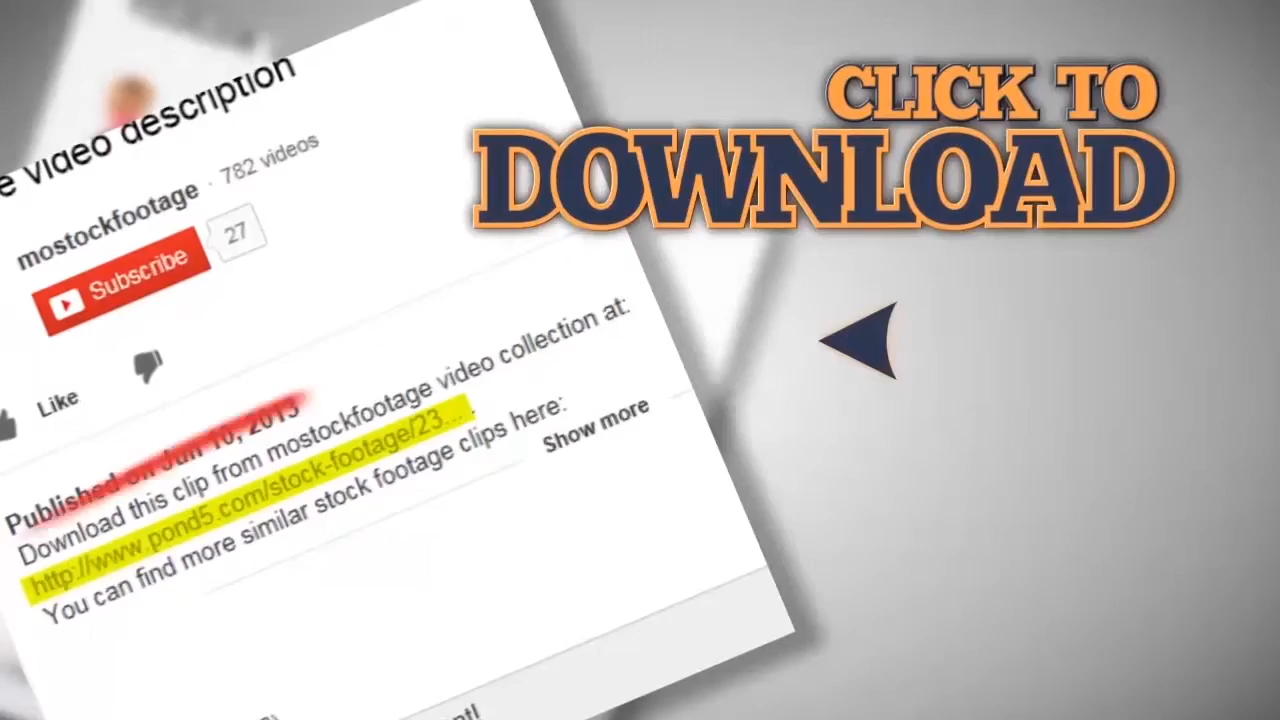 CLICK TO
DOWNLOAD
e video description
mostockfootage · 782 videos
Subscribe 27
Like
Published on Jun 10, 2013
Download this clip from mostockfootage video collection at:
http://www.pond5.com/stock-footage/23... .
You can find more similar stock footage clips here:
Show more